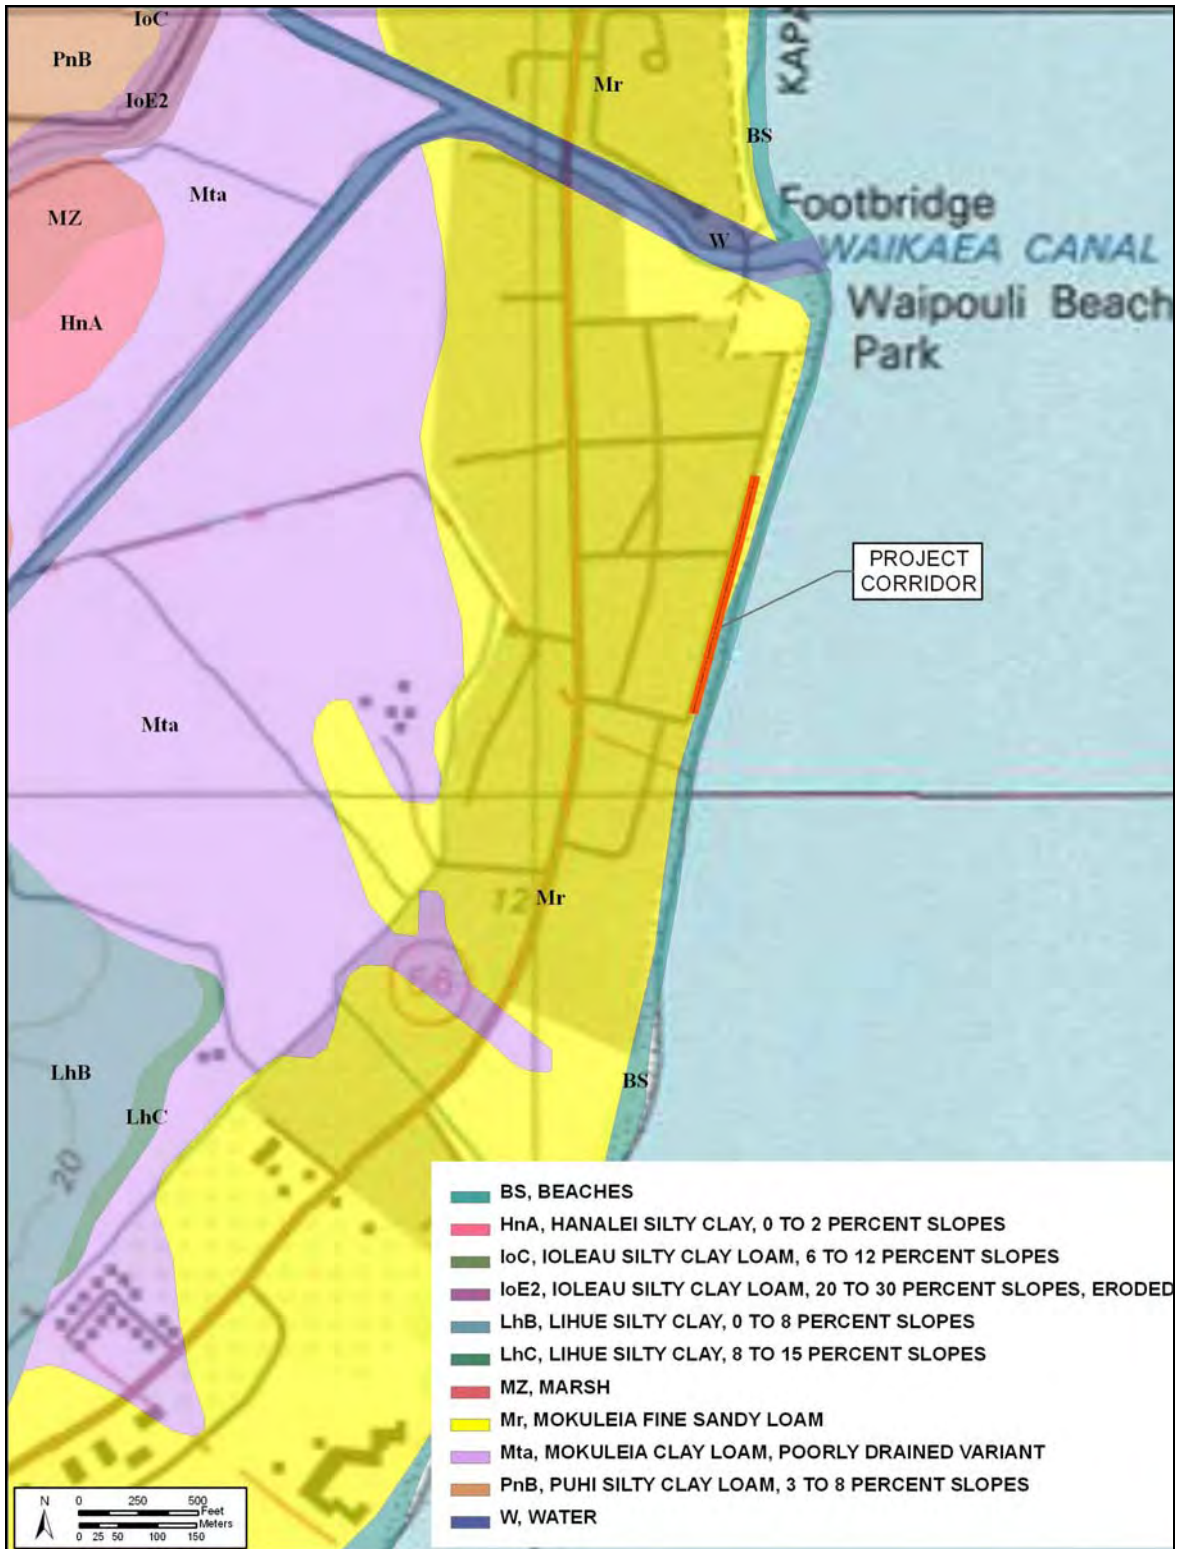 IoC
PnB
IoE2
Mr
KAPA
BS
Mta
MZ
HnA
W
Footbridge
WAIKAEA CANAL
Waipouli Beach
Park
PROJECT
CORRIDOR
Mta
12
Mr
56
LhB
BS
LhC
20
BS, BEACHES
HnA, HANALEI SILTY CLAY, 0 TO 2 PERCENT SLOPES
IoC, IOLEAU SILTY CLAY LOAM, 6 TO 12 PERCENT SLOPES
IoE2, IOLEAU SILTY CLAY LOAM, 20 TO 30 PERCENT SLOPES, ERODED
LhB, LIHUE SILTY CLAY, 0 TO 8 PERCENT SLOPES
LhC, LIHUE SILTY CLAY, 8 TO 15 PERCENT SLOPES
MZ, MARSH
Mr, MOKULEIA FINE SANDY LOAM
Mta, MOKULEIA CLAY LOAM, POORLY DRAINED VARIANT
PnB, PUHI SILTY CLAY LOAM, 3 TO 8 PERCENT SLOPES
W, WATER
N
0 250 500
Feet
Meters
0 25 50 100 150